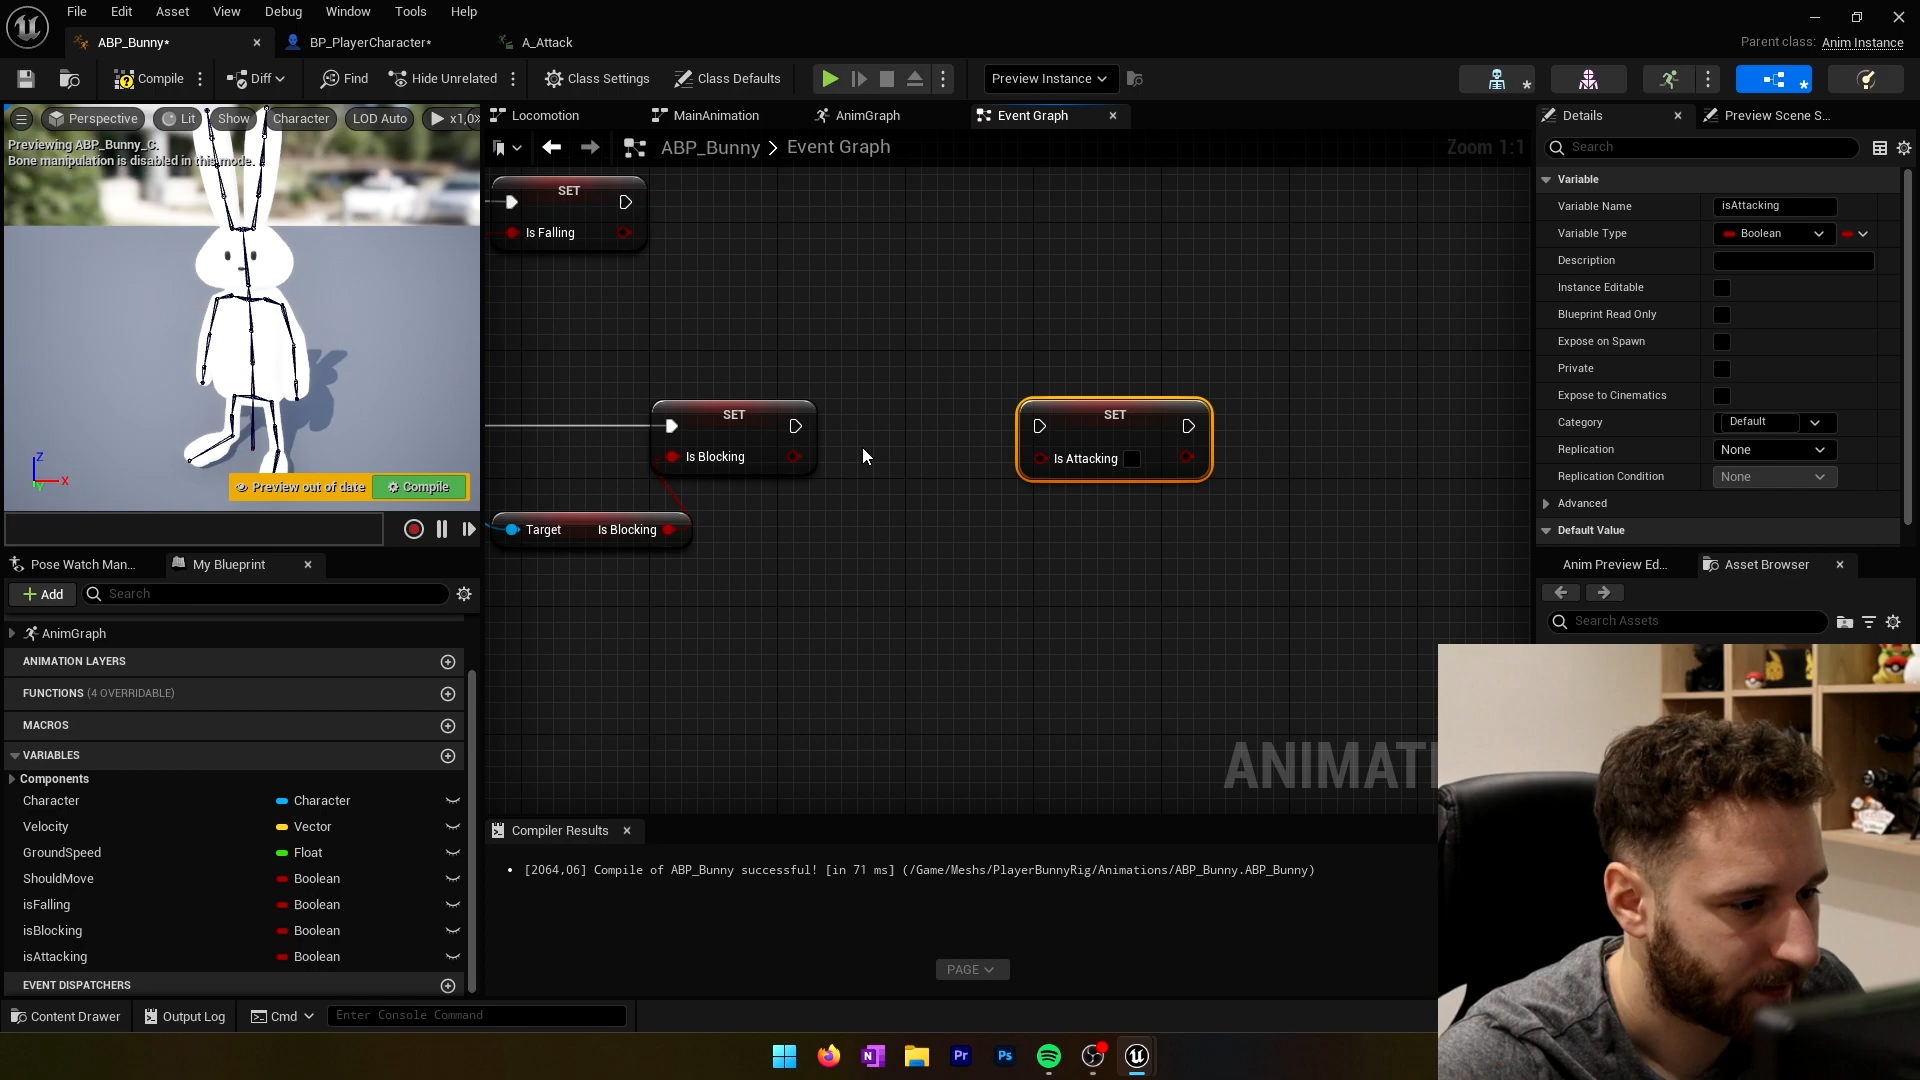 File Edit Asset View Debug Window Tools Help
ABP_Bunny* BP_PlayerCharacter* A_Attack Parent class: Anim Instance
Compile Diff Find Hide Unrelated Class Settings Class Defaults Preview Instance
Perspective Lit Show Character LOD Auto x1,0
Previewing ABP_Bunny_C.
Bone manipulation is disabled in this mode.
Z
X
Y
Preview out of date Compile
Locomotion MainAnimation AnimGraph Event Graph
ABP_Bunny > Event Graph Zoom 1:1
SET
Is Falling
SET
Is Blocking
Target Is Blocking
SET
Is Attacking
ANIMATI
Pose Watch Man... My Blueprint
+ Add Search
AnimGraph
ANIMATION LAYERS
FUNCTIONS (4 OVERRIDABLE)
MACROS
VARIABLES
Components
Character Character
Velocity Vector
GroundSpeed Float
ShouldMove Boolean
isFalling Boolean
isBlocking Boolean
isAttacking Boolean
EVENT DISPATCHERS
Compiler Results
• [2064,06] Compile of ABP_Bunny successful! [in 71 ms] (/Game/Meshs/PlayerBunnyRig/Animations/ABP_Bunny.ABP_Bunny)
PAGE
Details Preview Scene S...
Search
Variable
Variable Name isAttacking
Variable Type Boolean
Description
Instance Editable
Blueprint Read Only
Expose on Spawn
Private
Expose to Cinematics
Category Default
Replication None
Replication Condition None
Advanced
Default Value
Anim Preview Ed... Asset Browser
Search Assets
Content Drawer Output Log Cmd Enter Console Command
N Pr Ps